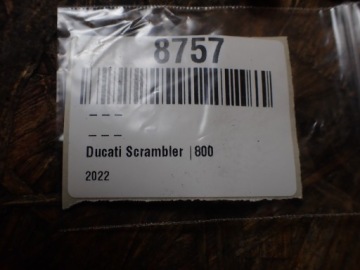 8757
– – –
– – –
Ducati Scrambler |800
2022